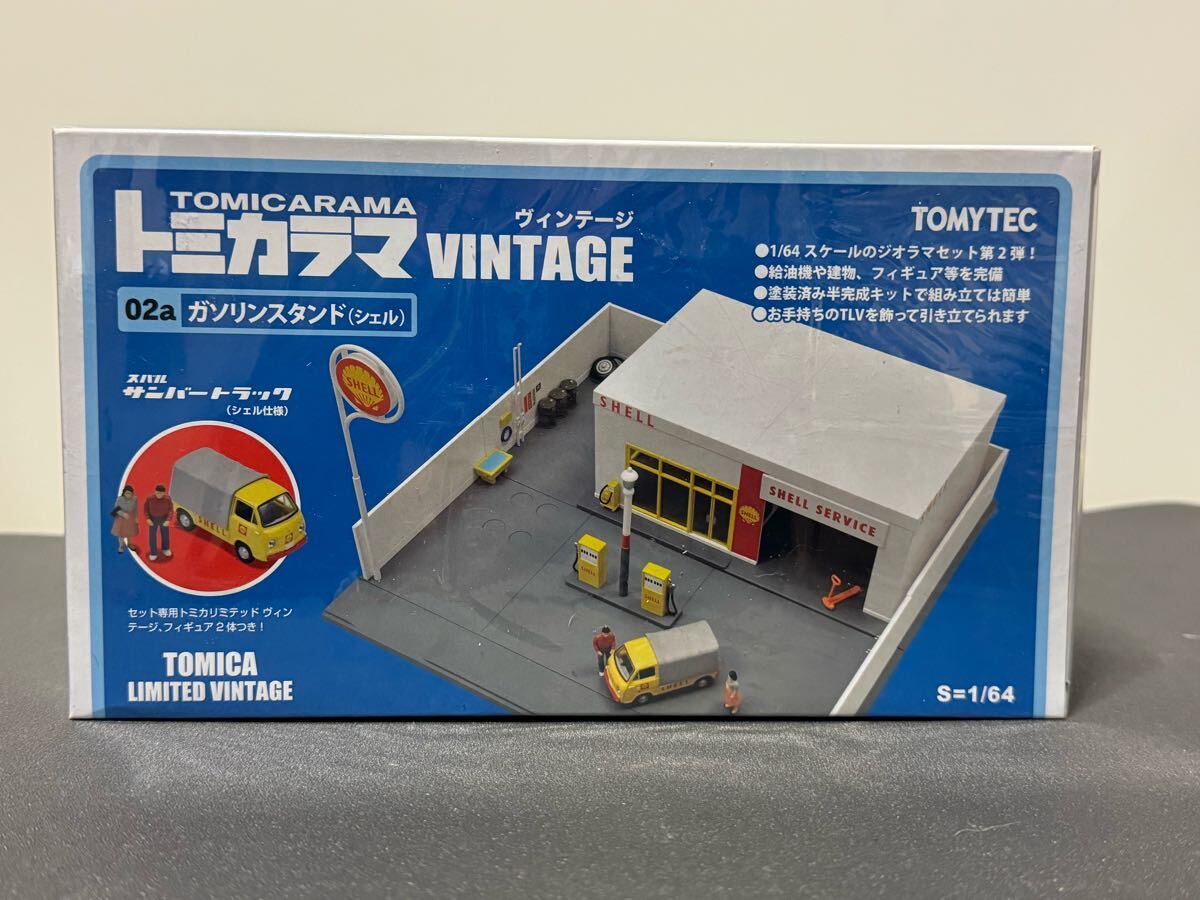 TOMICARAMA
トミカラマ
ヴィンテージ
VINTAGE
TOMYTEC
●1/64 スケールのジオラマセット第2弾！
●給油機や建物、フィギュア等を完備
●塗装済み半完成キットで組み立ては簡単
●お手持ちのTLVを飾って引き立てられます
02a ガソリンスタンド(シェル)
スバル
サンバートラック
(シェル仕様)
SHELL
SHELL
SHELL SERVICE
SHELL
SHELL
SHELL
SHELL
SHELL
セット専用トミカリミテッド ヴィン
テージ、フィギュア2体つき！
TOMICA
LIMITED VINTAGE
S=1/64